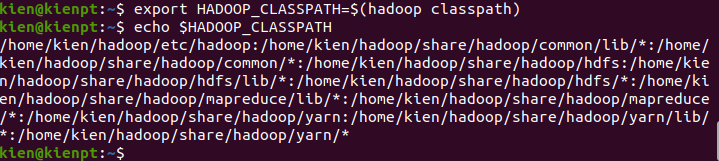 kien@kienpt:~$ export HADOOP_CLASSPATH=$(hadoop classpath)
kien@kienpt:~$ echo $HADOOP_CLASSPATH
/home/kien/hadoop/etc/hadoop:/home/kien/hadoop/share/hadoop/common/lib/*:/home/
kien/hadoop/share/hadoop/common/*:/home/kien/hadoop/share/hadoop/hdfs:/home/kie
n/hadoop/share/hadoop/hdfs/lib/*:/home/kien/hadoop/share/hadoop/hdfs/*:/home/ki
en/hadoop/share/hadoop/mapreduce/lib/*:/home/kien/hadoop/share/hadoop/mapreduce
/*:/home/kien/hadoop/share/hadoop/yarn:/home/kien/hadoop/share/hadoop/yarn/lib/
*:/home/kien/hadoop/share/hadoop/yarn/*
kien@kienpt:~$